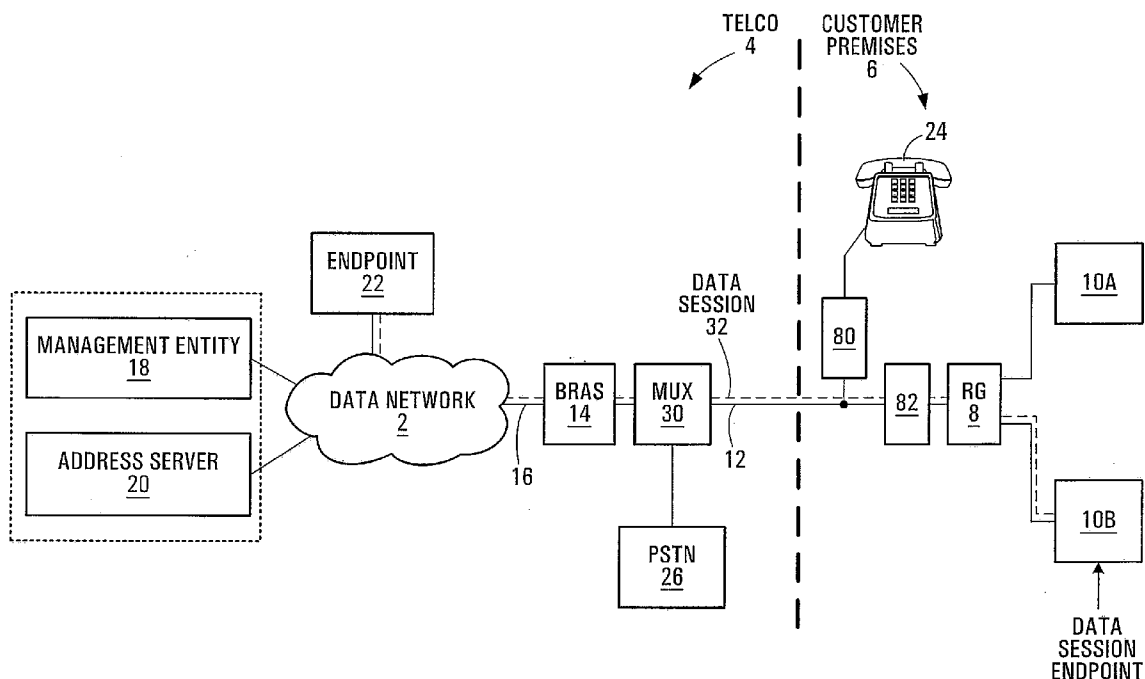 TELCO
4
CUSTOMER
PREMISES
6
24
ENDPOINT
22
MANAGEMENT ENTITY
18
ADDRESS SERVER
20
DATA NETWORK
2
16
BRAS
14
MUX
30
DATA
SESSION
32
12
PSTN
26
80
82
RG
8
10A
10B
DATA
SESSION
ENDPOINT